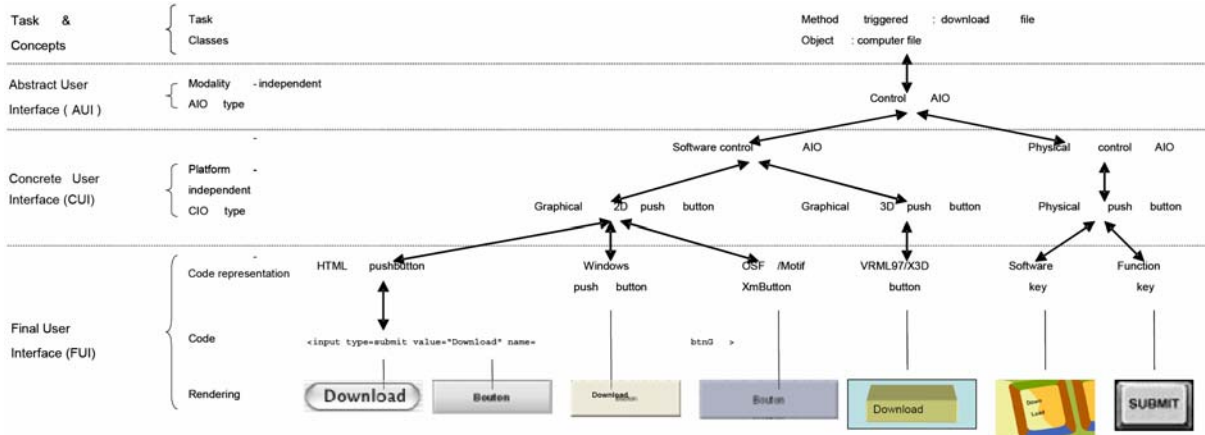 Task & Task Method triggered : download file
Concepts Classes Object : computer file
Abstract User Modality - independent
Interface ( AUI ) AIO type Control AIO
-
Software control AIO Physical control AIO
Platform -
Concrete User independent
Interface (CUI) CIO type Graphical 2D push button Graphical 3D push button Physical push button
-
Code representation HTML pushbutton Windows OSF /Motif VRML97/X3D Software Function
push button XmButton button key key
Final User Code <input type=submit value="Download" name= btnG >
Interface (FUI)
Rendering Download Bouton Download Bouton Bouton Download Down Load SUBMIT